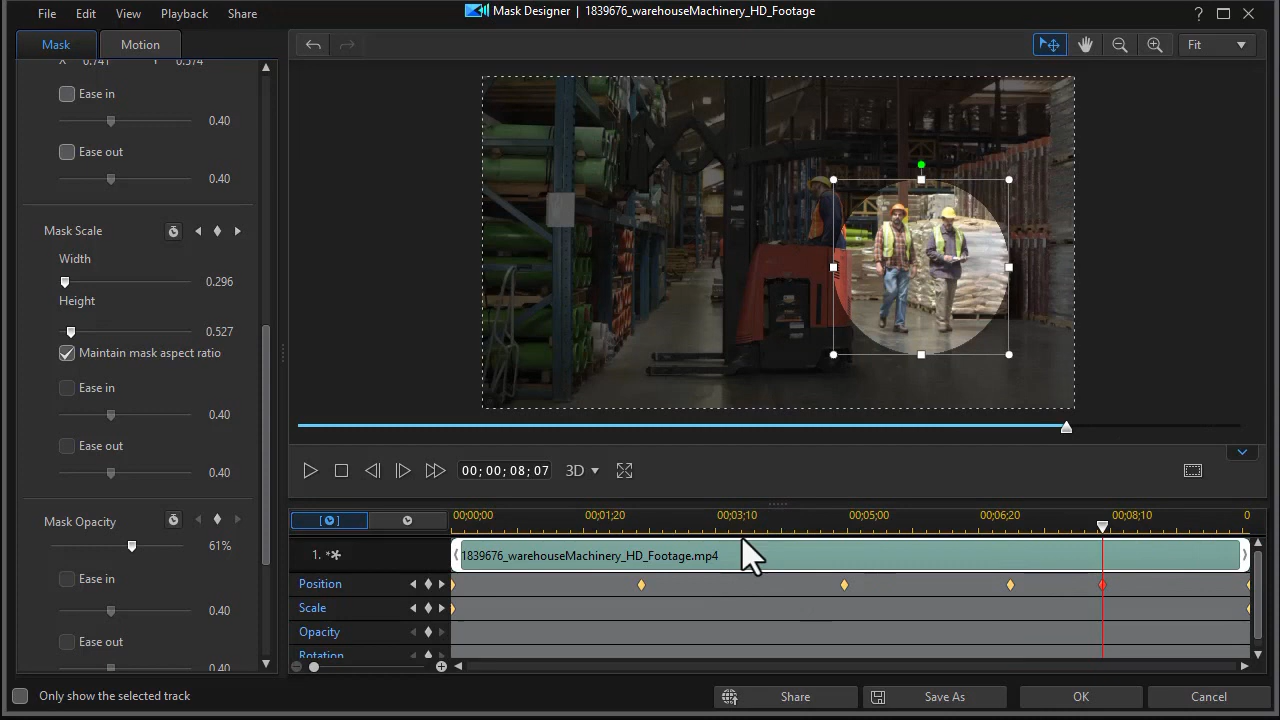 File Edit View Playback Share
Mask Designer | 1839676_warehouseMachinery_HD_Footage
?
Mask Motion
Fit
X 0.741 Y 0.574
Ease in
0.40
Ease out
0.40
Mask Scale
Width
0.296
Height
0.527
Maintain mask aspect ratio
Ease in
0.40
Ease out
0.40
Mask Opacity
61%
Ease in
0.40
Ease out
0.40
00; 00; 08; 07 3D
00;00;00 00;01;20 00;03;10 00;05;00 00;06;20 00;08;10 0
1. 1839676_warehouseMachinery_HD_Footage.mp4
Position
Scale
Opacity
Rotation
Only show the selected track
Share Save As OK Cancel